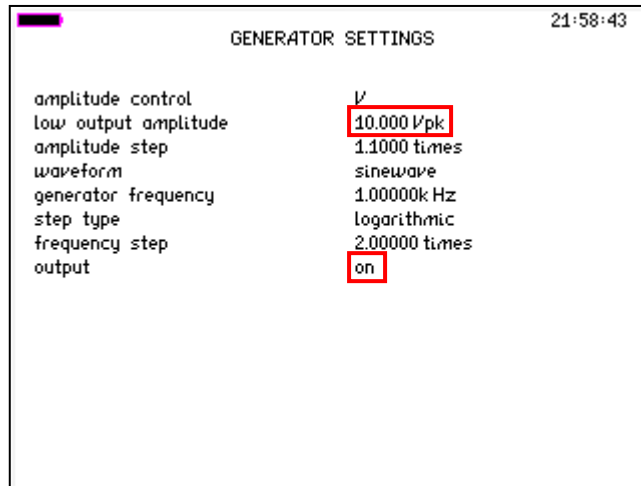 21:58:43
GENERATOR SETTINGS
amplitude control V
low output amplitude 10.000 Vpk
amplitude step 1.1000 times
waveform sinewave
generator frequency 1.00000k Hz
step type logarithmic
frequency step 2.00000 times
output on